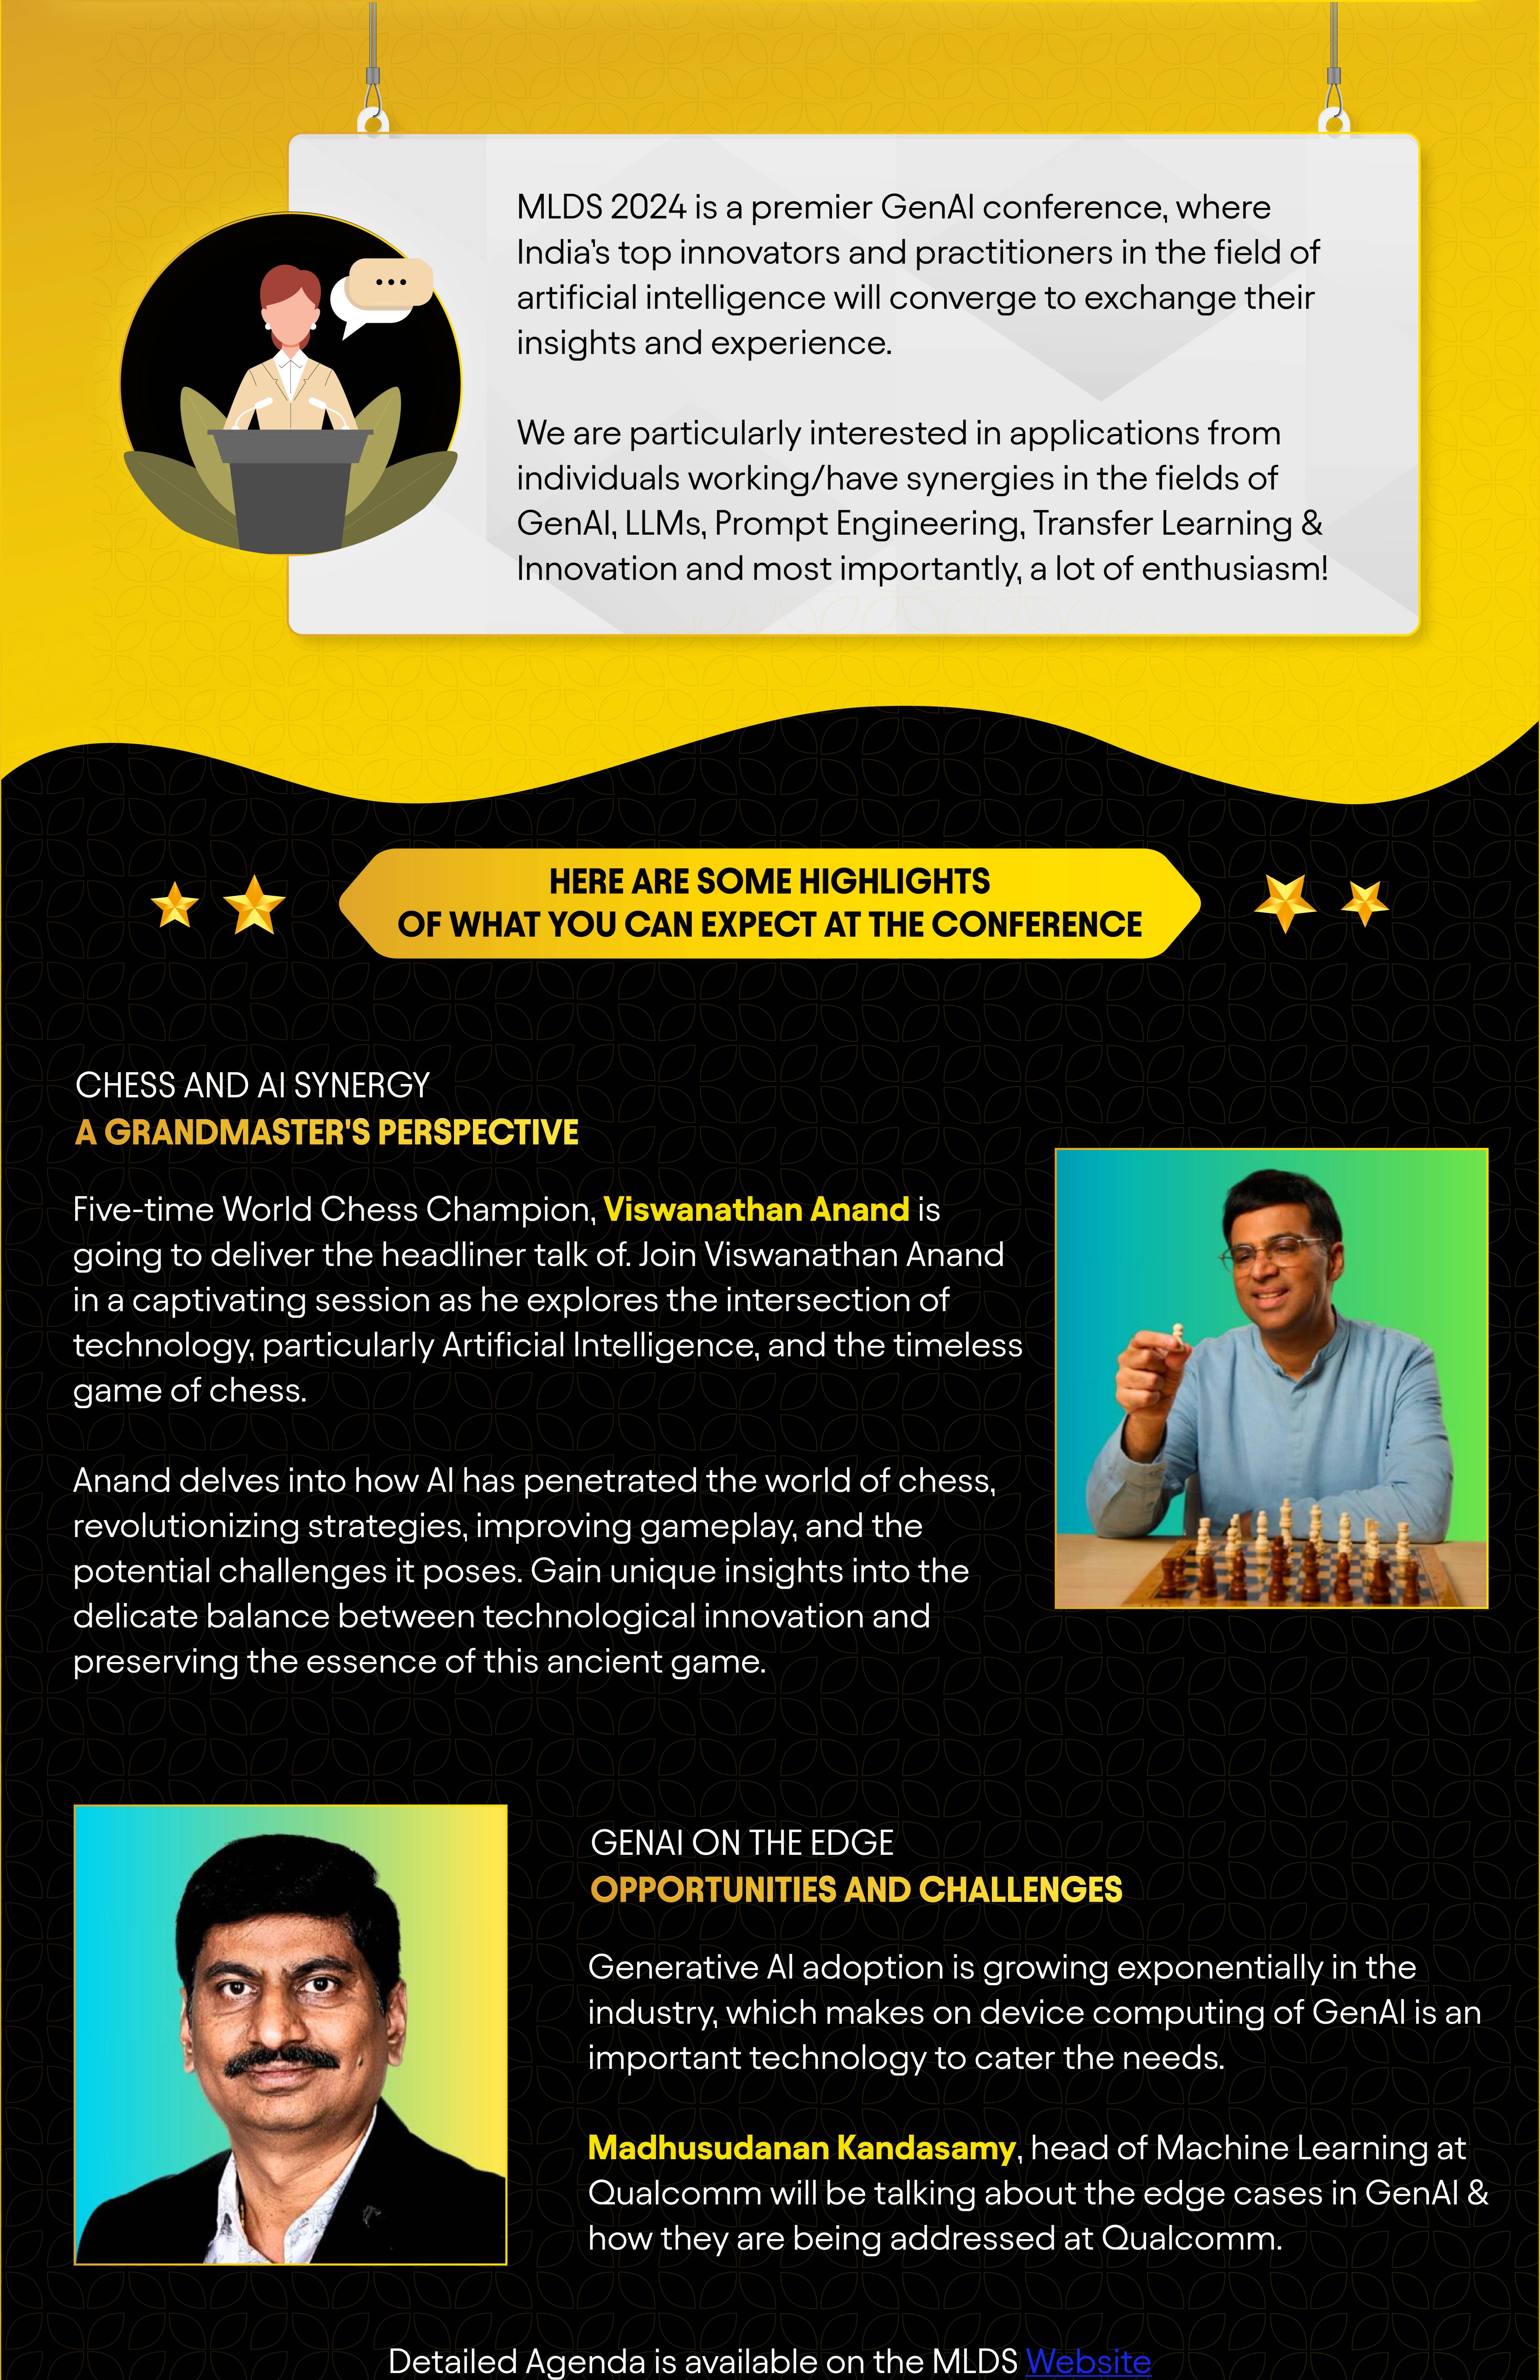 MLDS 2024 is a premier GenAI conference, where
India's top innovators and practitioners in the field of
artificial intelligence will converge to exchange their
insights and experience.
We are particularly interested in applications from
individuals working/have synergies in the fields of
GenAI, LLMs, Prompt Engineering, Transfer Learning &
Innovation and most importantly, a lot of enthusiasm!
HERE ARE SOME HIGHLIGHTS
OF WHAT YOU CAN EXPECT AT THE CONFERENCE
CHESS AND AI SYNERGY
A GRANDMASTER'S PERSPECTIVE
Five-time World Chess Champion, Viswanathan Anand is
going to deliver the headliner talk of. Join Viswanathan Anand
in a captivating session as he explores the intersection of
technology, particularly Artificial Intelligence, and the timeless
game of chess.
Anand delves into how AI has penetrated the world of chess,
revolutionizing strategies, improving gameplay, and the
potential challenges it poses. Gain unique insights into the
delicate balance between technological innovation and
preserving the essence of this ancient game.
GENAI ON THE EDGE
OPPORTUNITIES AND CHALLENGES
Generative AI adoption is growing exponentially in the
industry, which makes on device computing of GenAI is an
important technology to cater the needs.
Madhusudanan Kandasamy, head of Machine Learning at
Qualcomm will be talking about the edge cases in GenAI &
how they are being addressed at Qualcomm.
Detailed Agenda is available on the MLDS Website